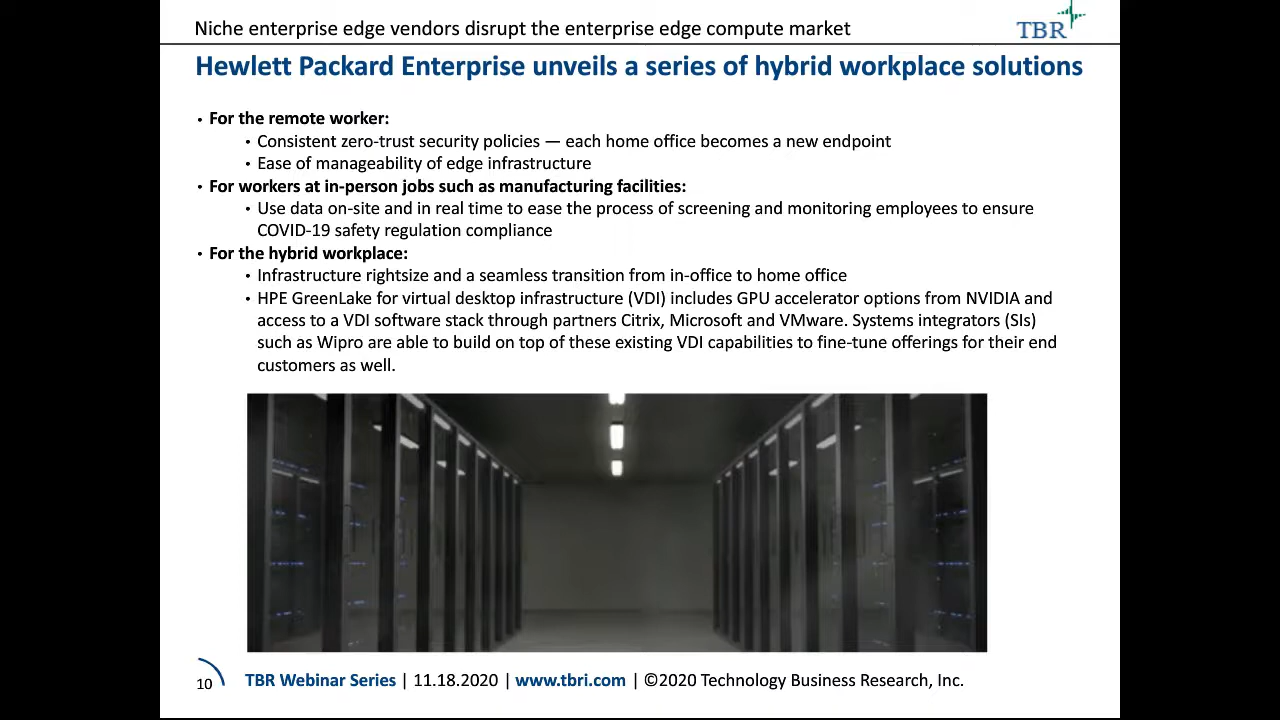 Niche enterprise edge vendors disrupt the enterprise edge compute market
TBR
Hewlett Packard Enterprise unveils a series of hybrid workplace solutions
• For the remote worker:
• Consistent zero-trust security policies — each home office becomes a new endpoint
• Ease of manageability of edge infrastructure
• For workers at in-person jobs such as manufacturing facilities:
• Use data on-site and in real time to ease the process of screening and monitoring employees to ensure
COVID-19 safety regulation compliance
• For the hybrid workplace:
• Infrastructure rightsize and a seamless transition from in-office to home office
• HPE GreenLake for virtual desktop infrastructure (VDI) includes GPU accelerator options from NVIDIA and
access to a VDI software stack through partners Citrix, Microsoft and VMware. Systems integrators (SIs)
such as Wipro are able to build on top of these existing VDI capabilities to fine-tune offerings for their end
customers as well.
10 TBR Webinar Series | 11.18.2020 | www.tbri.com | ©2020 Technology Business Research, Inc.